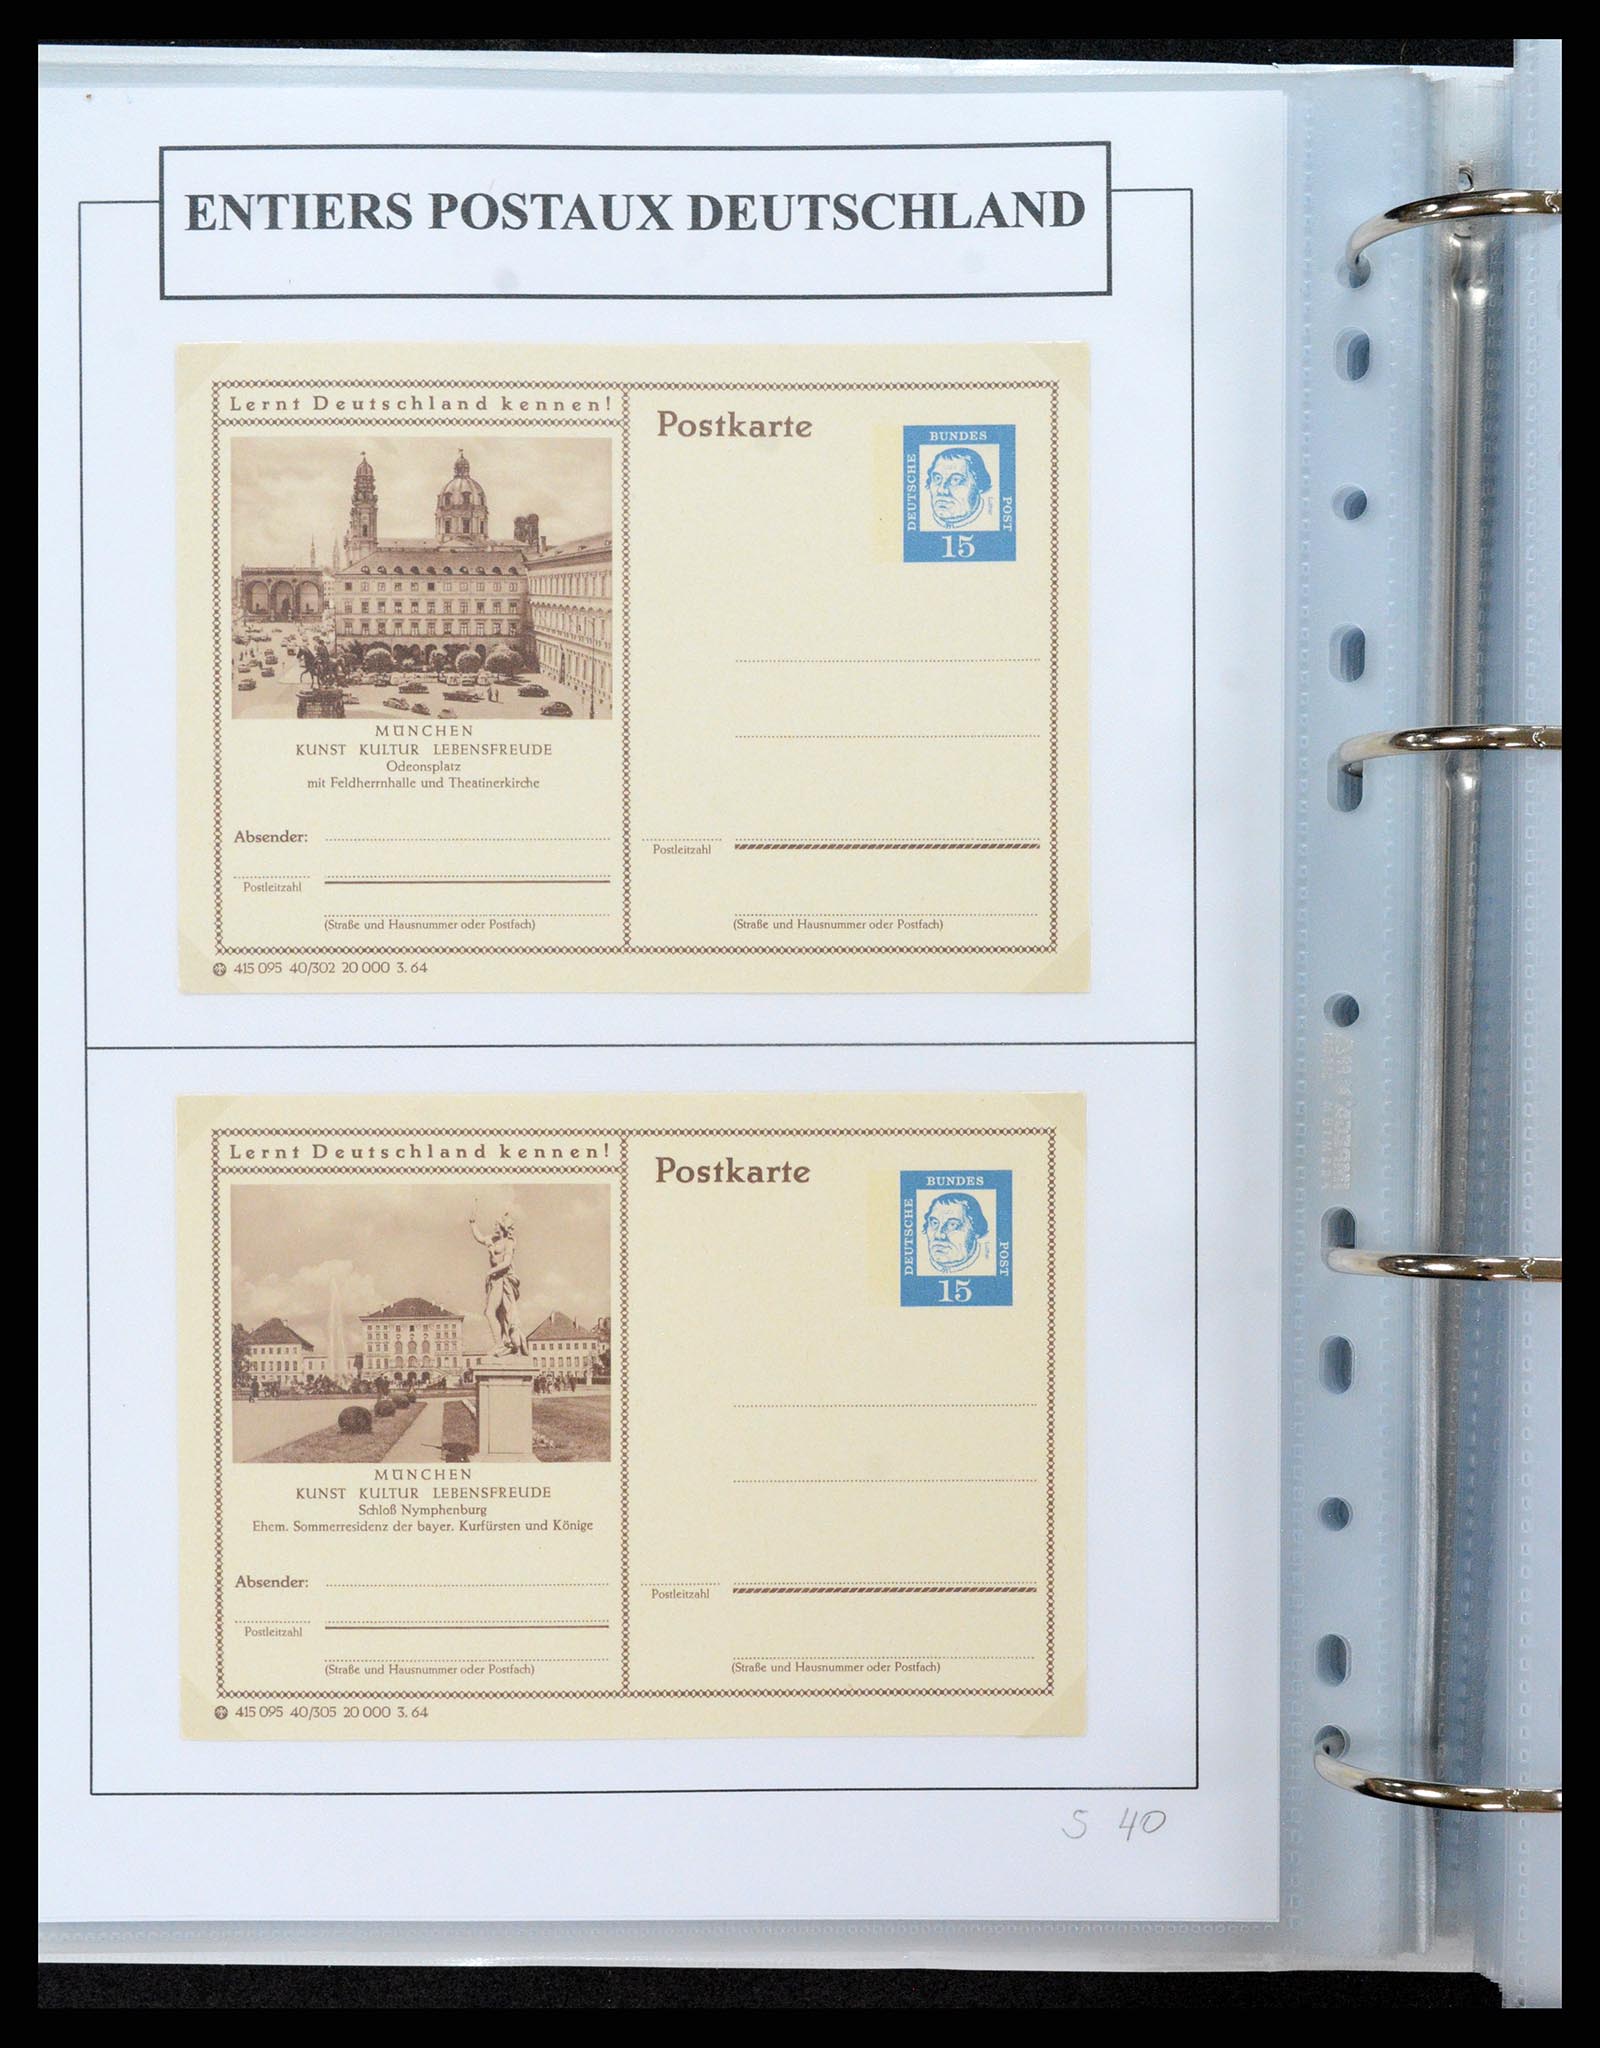 ENTIERS POSTAUX DEUTSCHLAND
Lernt Deutschland kennen!
MÜNCHEN
KUNST KULTUR LEBENSFREUDE
Odeonsplatz
mit Feldherrnhalle und Theatinerkirche
Absender:
Postleitzahl
(Straße und Hausnummer oder Postfach)
415 095 40/302 20 000 3. 64
Postkarte
DEUTSCHE
BUNDES
POST
Luther
15
Postleitzahl
(Straße und Hausnummer oder Postfach)
Lernt Deutschland kennen!
MÜNCHEN
KUNST KULTUR LEBENSFREUDE
Schloß Nymphenburg
Ehem. Sommerresidenz der bayer. Kurfürsten und Könige
Absender:
Postleitzahl
(Straße und Hausnummer oder Postfach)
415 095 40/305 20 000 3. 64
Postkarte
DEUTSCHE
BUNDES
POST
Luther
15
Postleitzahl
(Straße und Hausnummer oder Postfach)
S 40